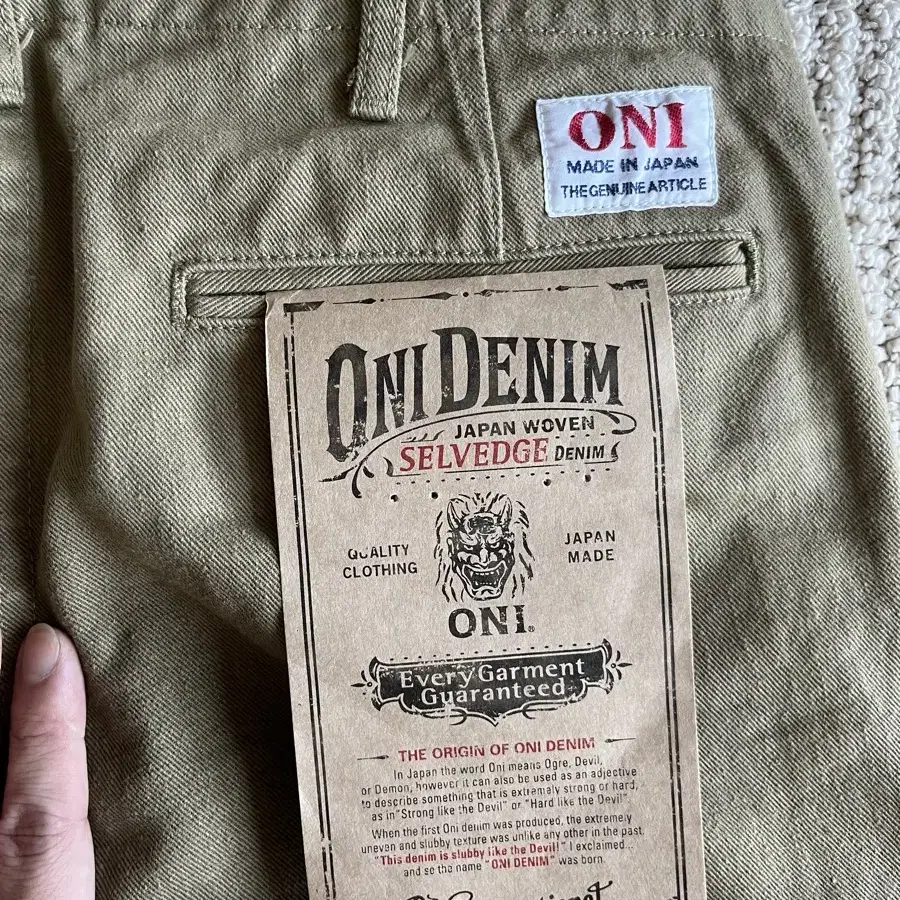 ONI
MADE IN JAPAN
THE GENUINE ARTICLE
ONI DENIM
JAPAN WOVEN
SELVEDGE DENIM
QUALITY
CLOTHING
JAPAN
MADE
ONI®
Every Garment
Guaranteed
THE ORIGIN OF ONI DENIM
In Japan the word Oni means Ogre, Devil,
or Demon, however it can also be used as an adjective
to describe something that is extremaly strong or hard,
as in "Strong like the Devil" or "Hard like the Devil".
When the first Oni denim was produced, the extremely
uneven and slubby texture was unlike any other in the past.
"This denim is slubby like the Devil!" I exclaimed...
and so the name "ONI DENIM" was born.